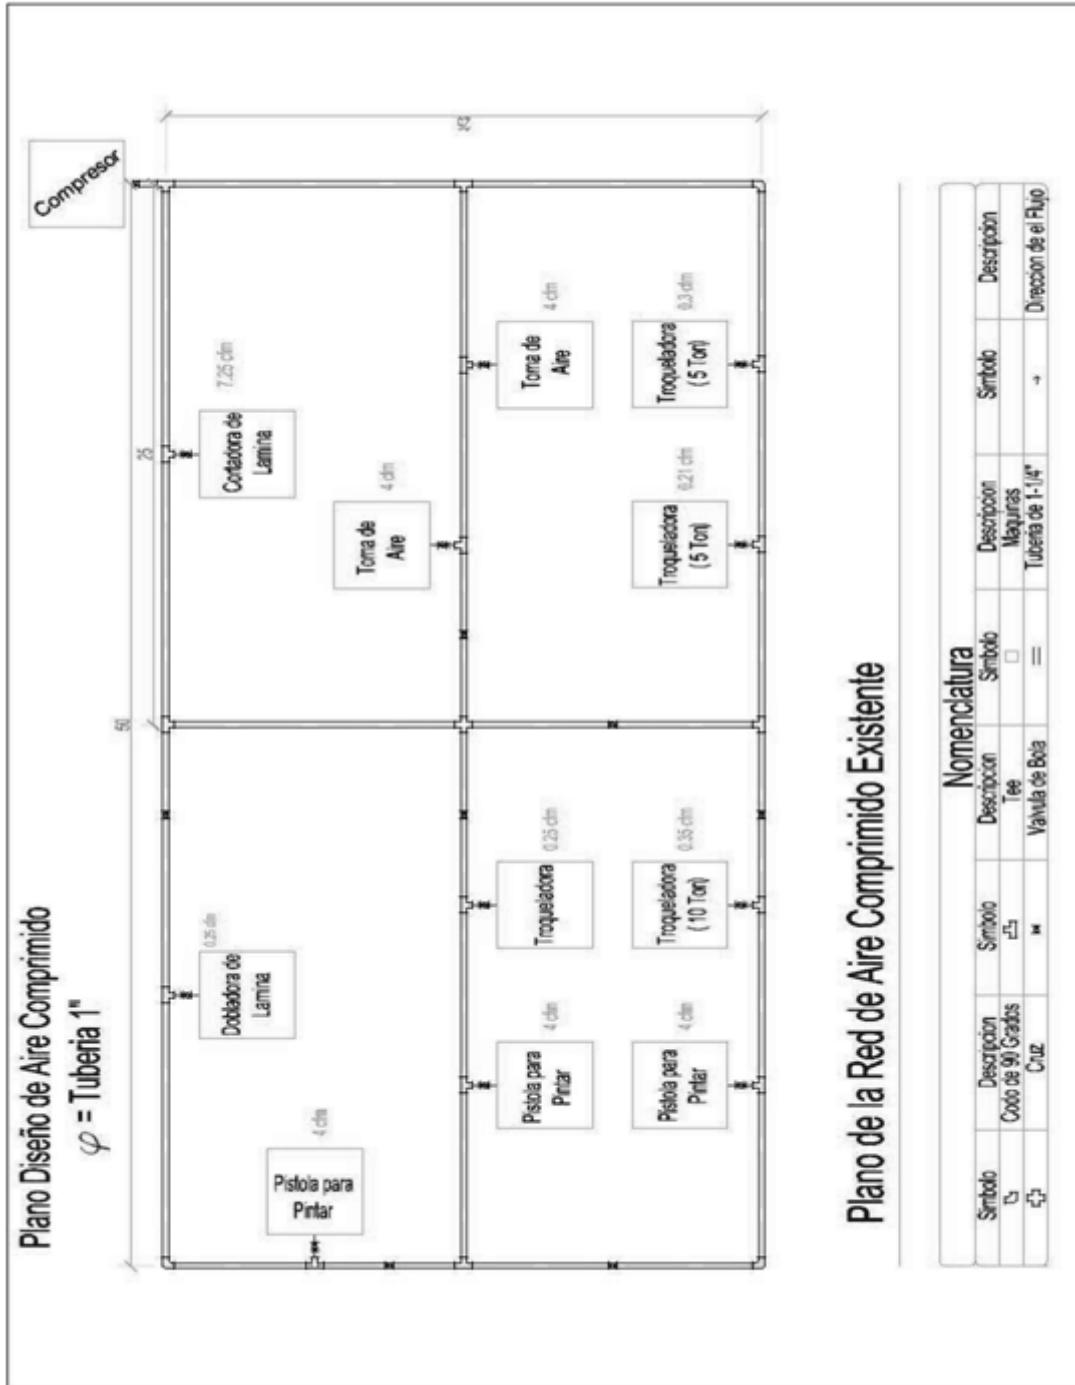 Plano Diseño de Aire Comprimido
φ = Tuberia 1"
Compresor
50
25
Dobladora de
Lamina
0.25 cfm
Cortadora de
Lamina
7.25 cfm
Pistola para
Pintar
4 cfm
Toma de
Aire
4 cfm
Pistola para
Pintar
4 cfm
Troqueladora
0.25 cfm
Toma de
Aire
4 cfm
Pistola para
Pintar
4 cfm
Troqueladora
( 10 Ton)
0.35 cfm
Troqueladora
( 5 Ton)
0.21 cfm
Troqueladora
( 5 Ton)
0.3 cfm
Plano de la Red de Aire Comprimido Existente
Nomenclatura
Simbolo Descripcion Simbolo Descripcion Simbolo Descripcion Simbolo Descripcion
Codo de 90 Grados Tee Maquinas
Cruz Valvula de Bola Tuberia de 1-1/4" Direccion de el Flujo